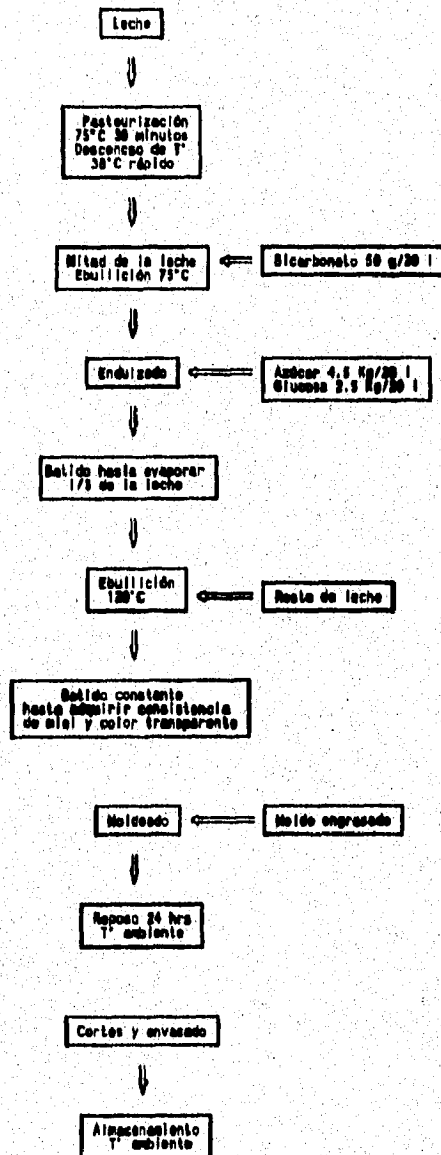 Leche
Pasteurización
75°C 30 minutos
Descenso de T°
38°C rápido
Mitad de la leche
Ebullición 75°C
Bicarbonato 50 g/30 l
Endulzado
Azúcar 4.5 Kg/30 l
Glucosa 2.5 Kg/30 l
Batido hasta evaporar
1/3 de la leche
Ebullición
120°C
Resto de leche
Batido constante
hasta adquirir consistencia
de miel y color transparente
Moldeado
Molde engrasado
Reposo 24 hrs
T° ambiente
Cortes y envasado
Almacenamiento
T° ambiente